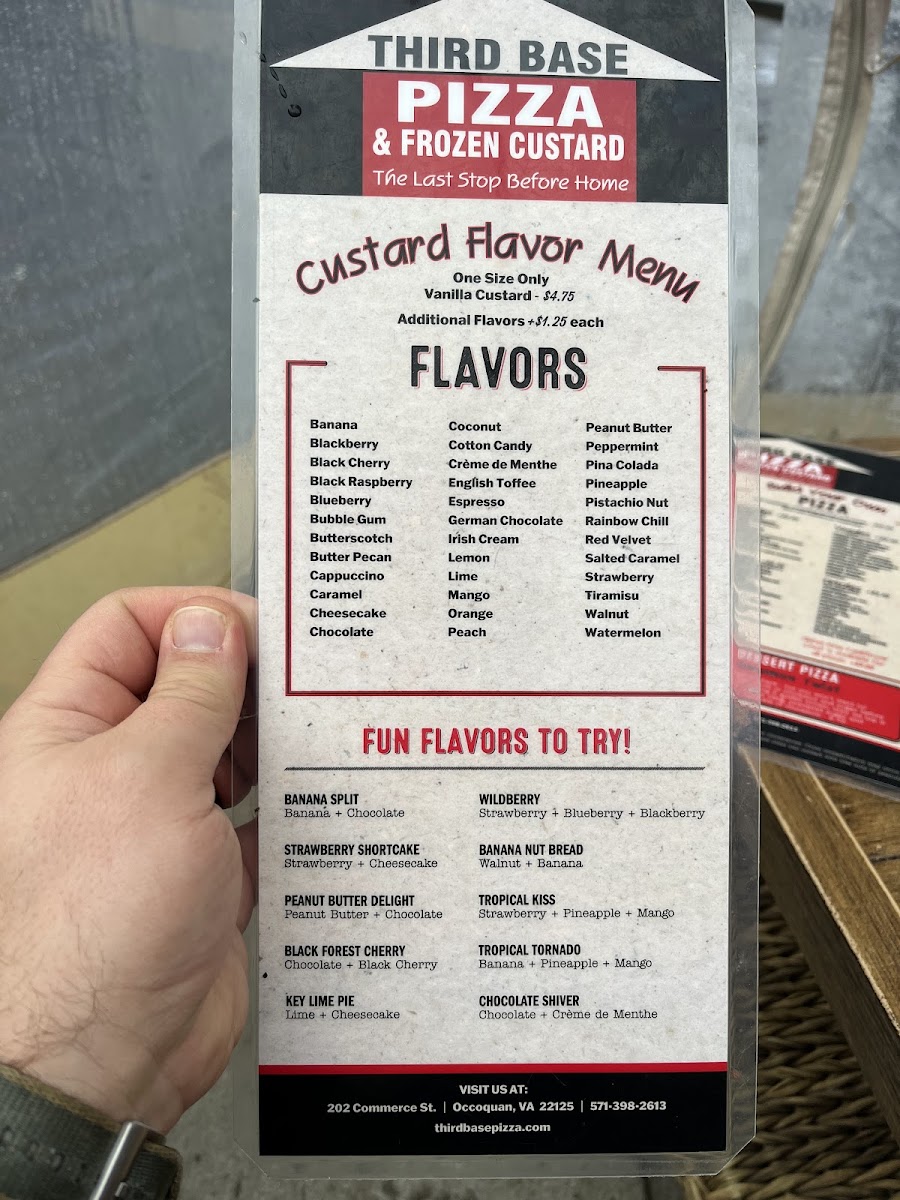 THIRD BASE
PIZZA
& FROZEN CUSTARD
The Last Stop Before Home
Custard Flavor Menu
One Size Only
Vanilla Custard - $4.75
Additional Flavors +$1.25 each
FLAVORS
Banana
Blackberry
Black Cherry
Black Raspberry
Blueberry
Bubble Gum
Butterscotch
Butter Pecan
Cappuccino
Caramel
Cheesecake
Chocolate
Coconut
Cotton Candy
Crème de Menthe
English Toffee
Espresso
German Chocolate
Irish Cream
Lemon
Lime
Mango
Orange
Peach
Peanut Butter
Peppermint
Pina Colada
Pineapple
Pistachio Nut
Rainbow Chill
Red Velvet
Salted Caramel
Strawberry
Tiramisu
Walnut
Watermelon
FUN FLAVORS TO TRY!
BANANA SPLIT
Banana + Chocolate
STRAWBERRY SHORTCAKE
Strawberry + Cheesecake
PEANUT BUTTER DELIGHT
Peanut Butter + Chocolate
BLACK FOREST CHERRY
Chocolate + Black Cherry
KEY LIME PIE
Lime + Cheesecake
WILDBERRY
Strawberry + Blueberry + Blackberry
BANANA NUT BREAD
Walnut + Banana
TROPICAL KISS
Strawberry + Pineapple + Mango
TROPICAL TORNADO
Banana + Pineapple + Mango
CHOCOLATE SHIVER
Chocolate + Crème de Menthe
VISIT US AT:
202 Commerce St. | Occoquan, VA 22125 | 571-398-2613
thirdbasepizza.com
RD BASE
PIZZA
PIZZA
DESSERT PIZZA